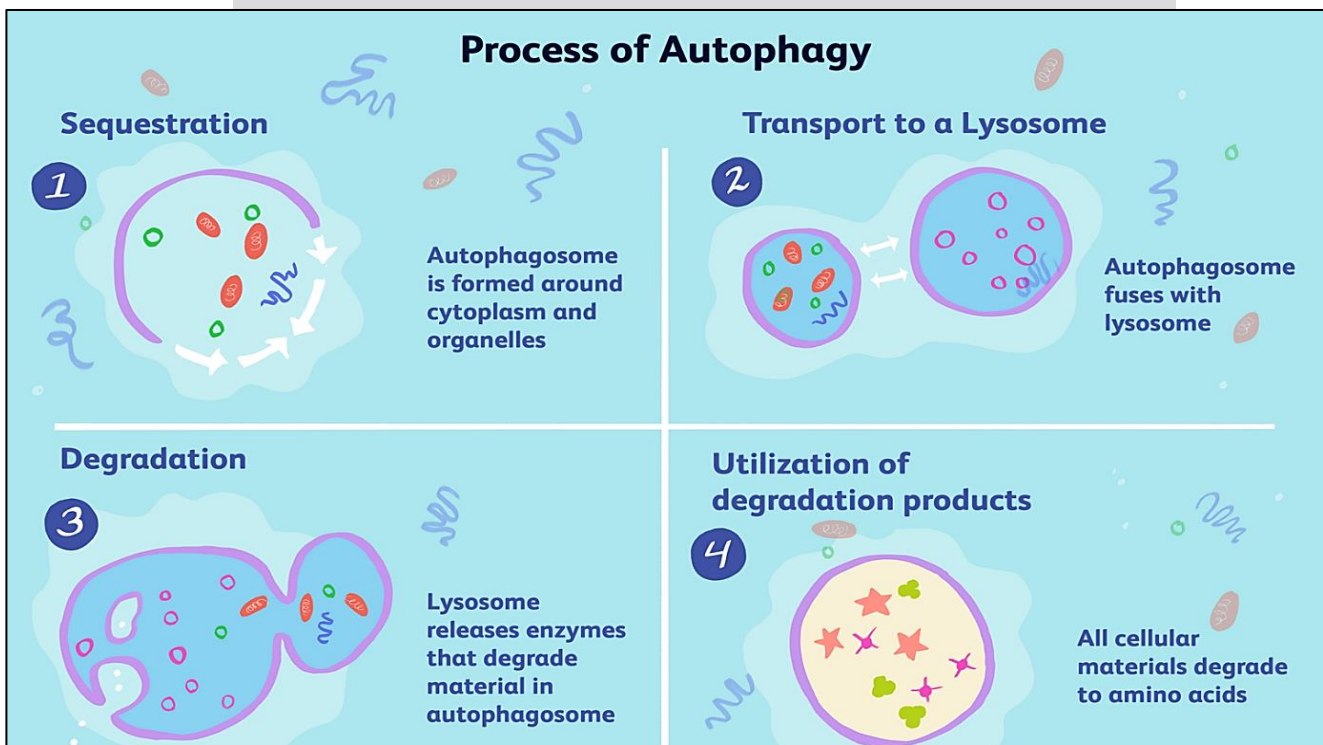 Process of Autophagy
Sequestration
1
Autophagosome
is formed around
cytoplasm and
organelles
Transport to a Lysosome
2
Autophagosome
fuses with
lysosome
Degradation
3
Lysosome
releases enzymes
that degrade
material in
autophagosome
Utilization of
degradation products
4
All cellular
materials degrade
to amino acids